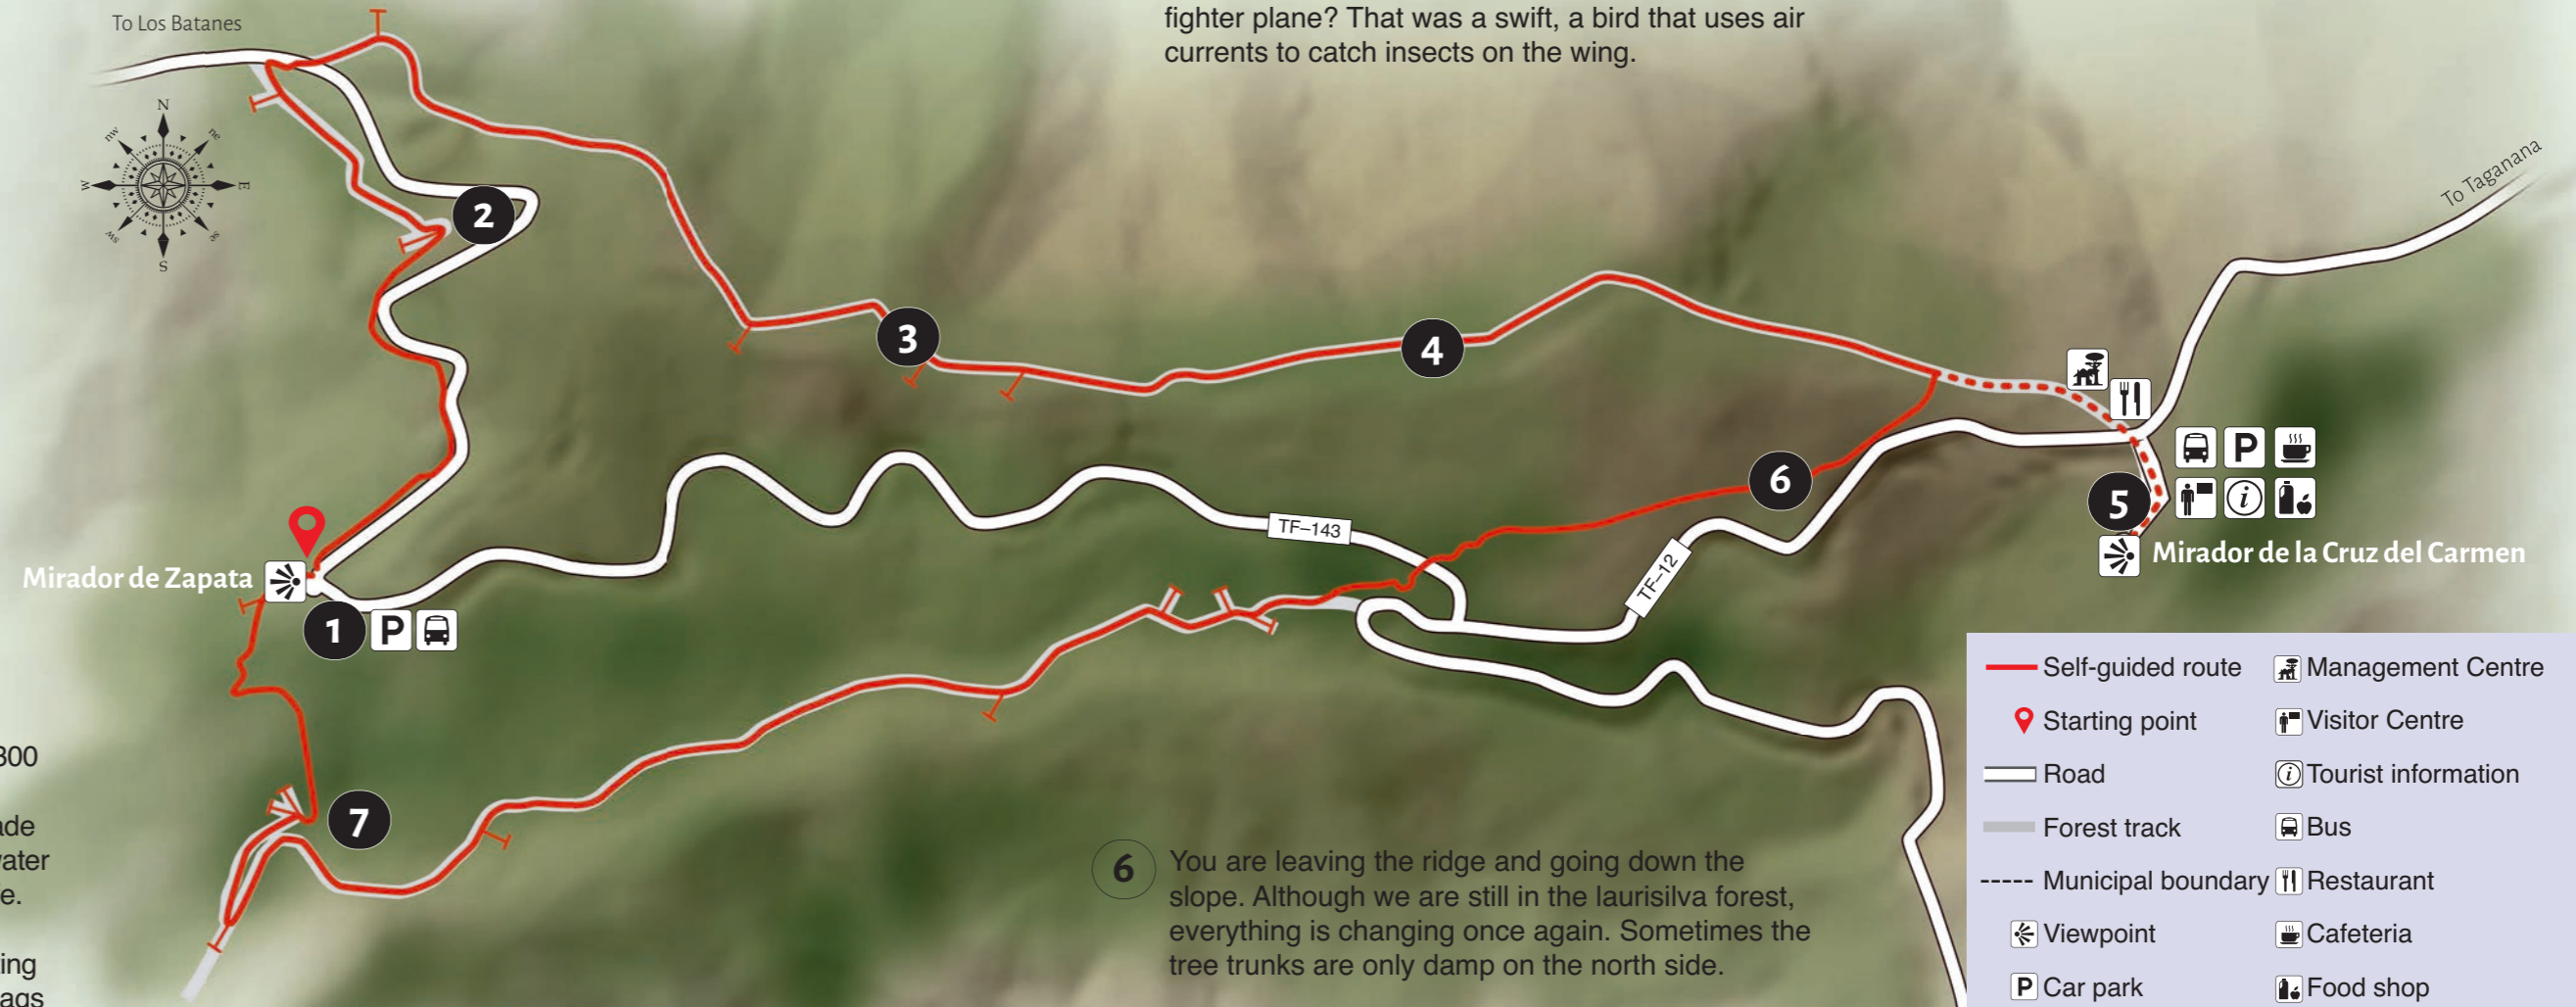 fighter plane? That was a swift, a bird that uses air
currents to catch insects on the wing.
To Los Batanes
N
nw
ne
W
E
sw
se
S
To Taganana
2
3
4
6
5
TF–143
TF–12
P
i
Mirador de la Cruz del Carmen
Mirador de Zapata
1
P
7
300
6
You are leaving the ridge and going down the
slope. Although we are still in the laurisilva forest,
everything is changing once again. Sometimes the
tree trunks are only damp on the north side.
Self-guided route
Starting point
Road
Forest track
Municipal boundary
Viewpoint
P Car park
Management Centre
Visitor Centre
i Tourist information
Bus
Restaurant
Cafeteria
Food shop